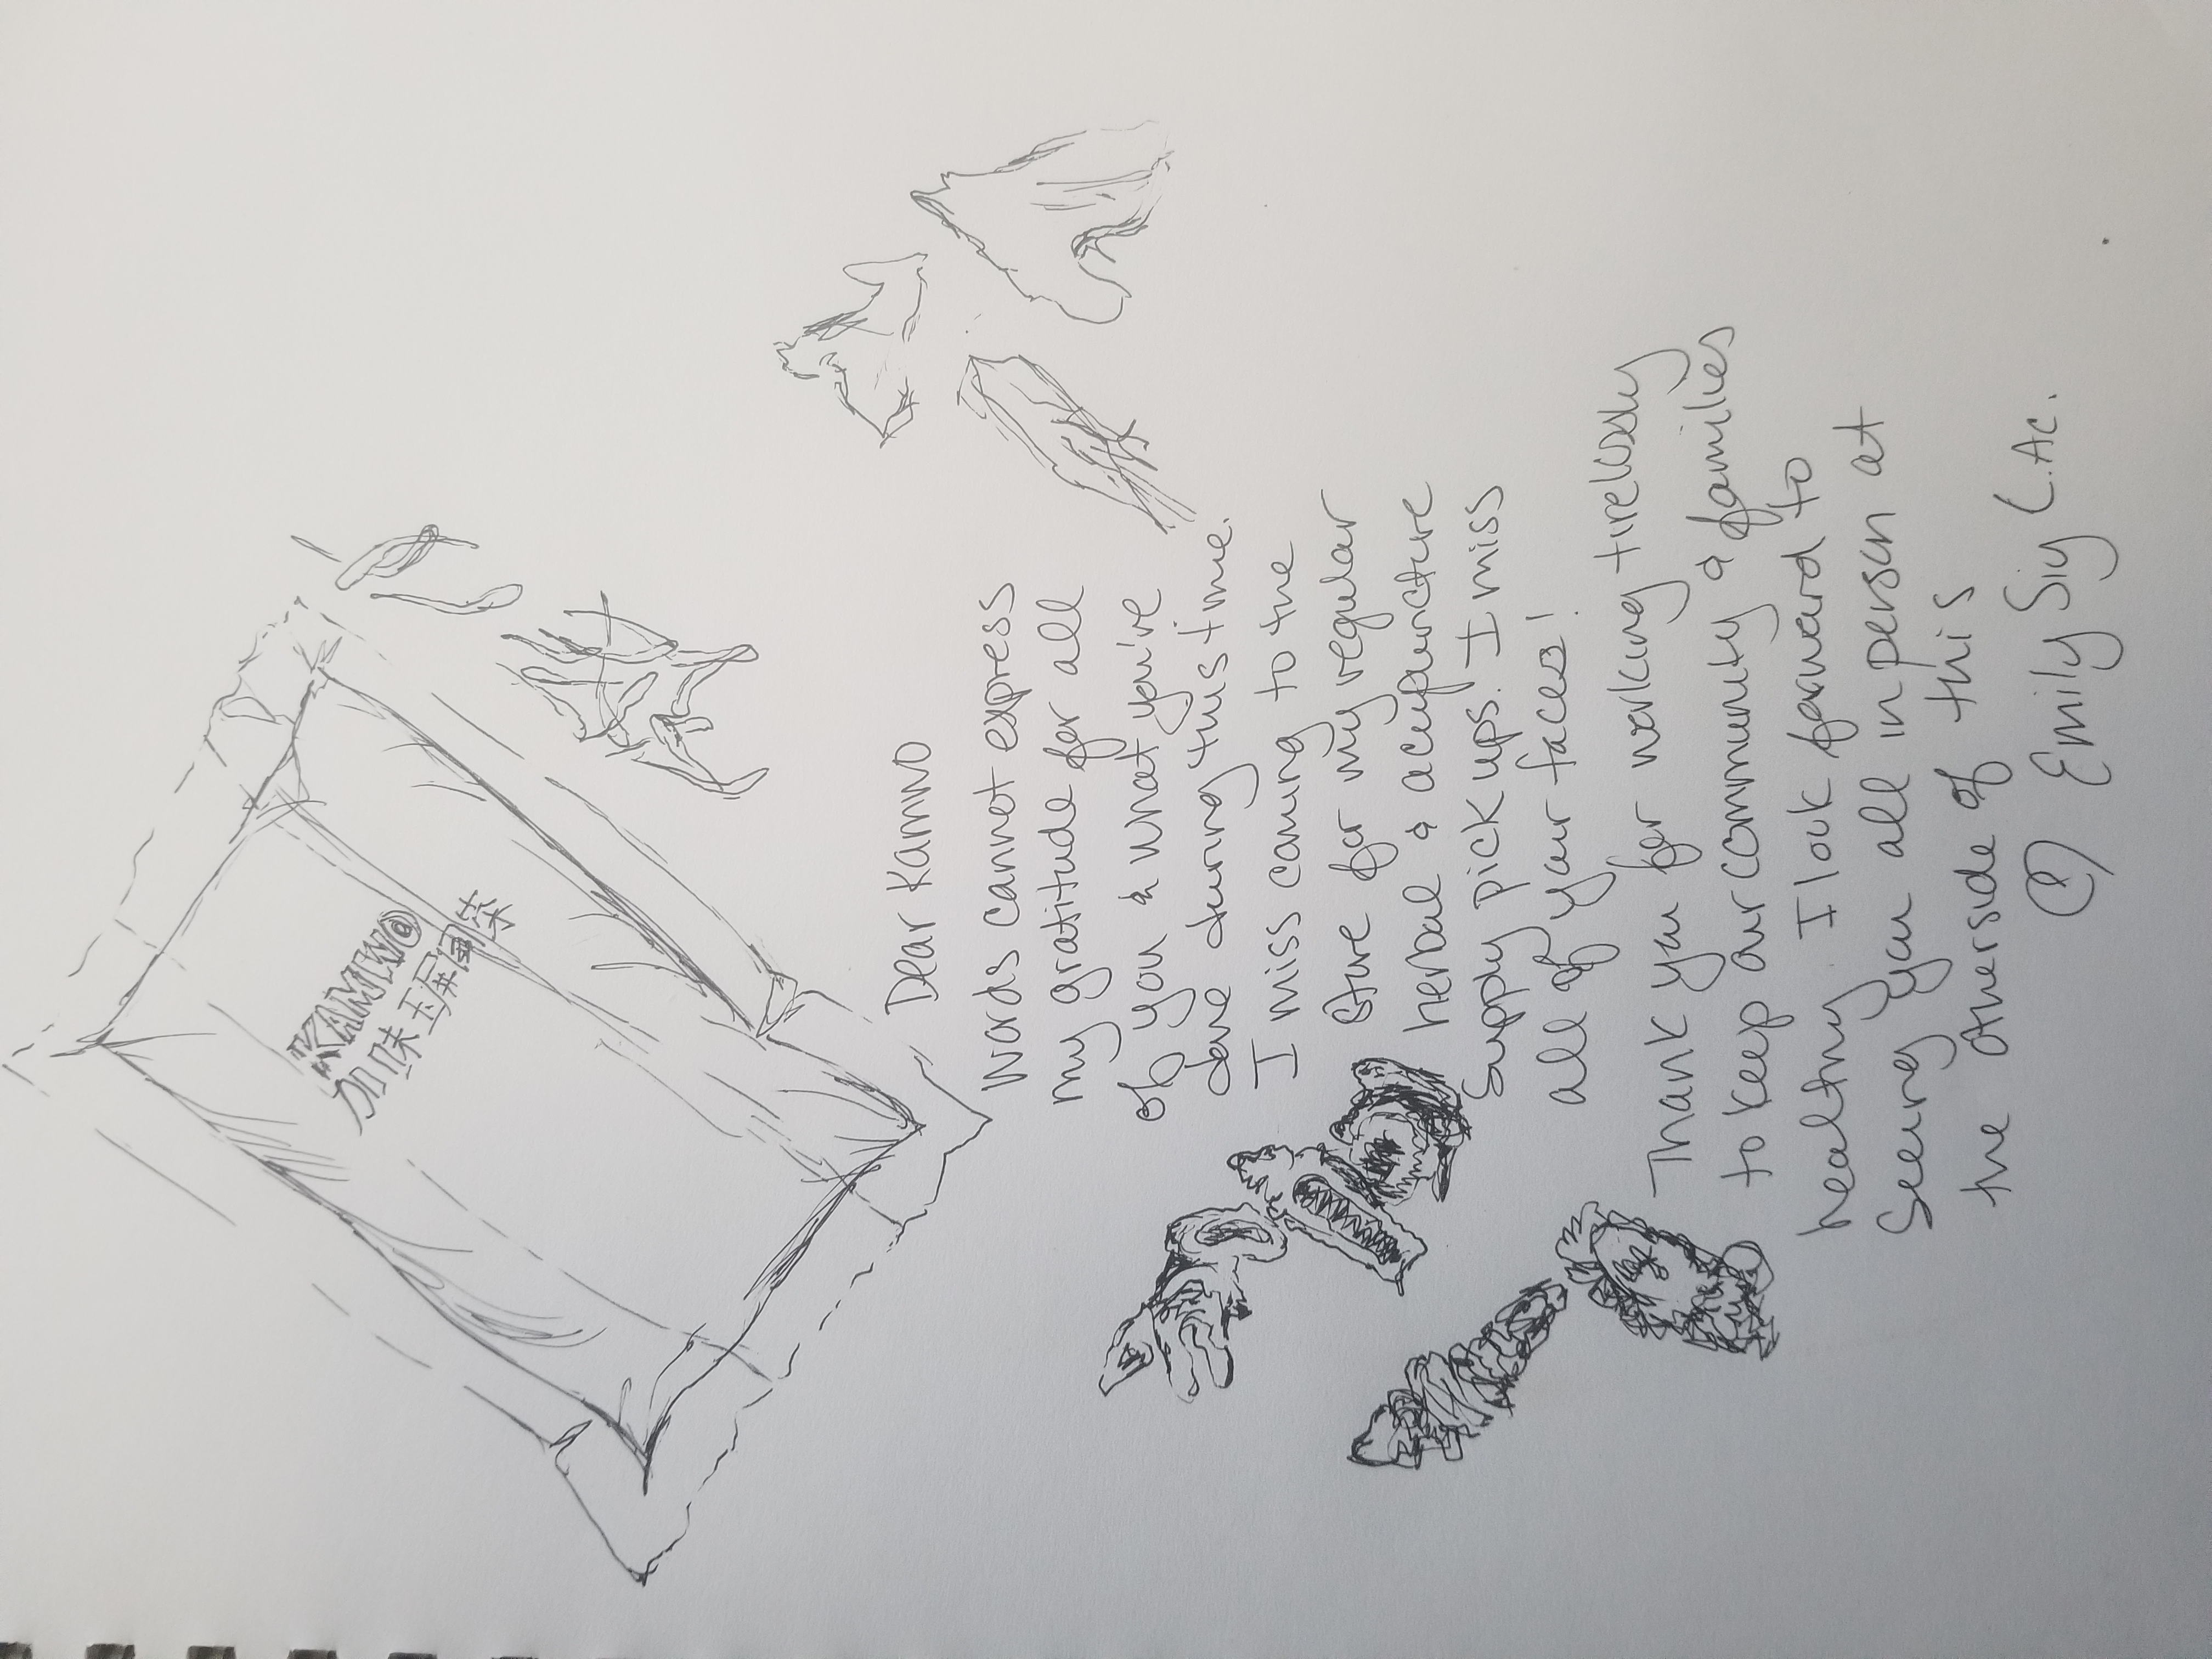 KAMWO
加味玉屏風茶
Dear Kamwo
Words cannot express
my gratitude for all
of you & what you've
done during this time.
I miss coming to the
store for my regular
herbal & acupuncture
supply pick ups. I miss
all of your faces!
Thank you for working tirelessly
to keep our community & families
healthy. I look forward to
Seeing you all in person at
the otherside of this
Emily Siy L.Ac.